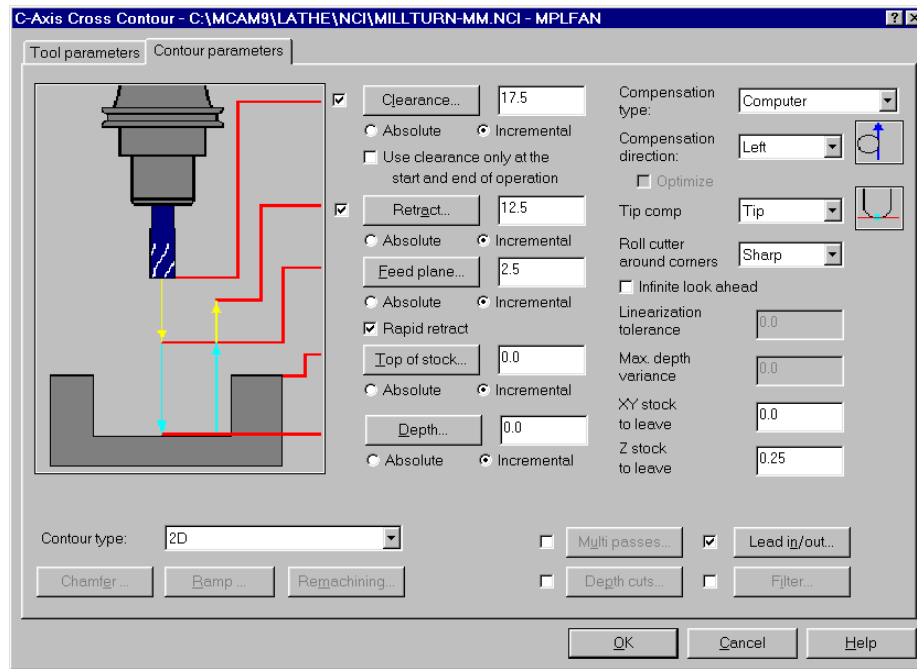 C-Axis Cross Contour - C:\MCAM9\LATHE\NCI\MILLTURN-MM.NCI - MPLFAN
Tool parameters
Contour parameters
Clearance...
17.5
Absolute
Incremental
Use clearance only at the
start and end of operation
Retract...
12.5
Absolute
Incremental
Feed plane...
2.5
Absolute
Incremental
Rapid retract
Top of stock...
0.0
Absolute
Incremental
Depth...
0.0
Absolute
Incremental
Compensation
type:
Computer
Compensation
direction:
Left
Optimize
Tip comp
Tip
Roll cutter
around corners
Sharp
Infinite look ahead
Linearization
tolerance
0.0
Max. depth
variance
0.0
XY stock
to leave
0.0
Z stock
to leave
0.25
Contour type:
2D
Multi passes...
Lead in/out...
Chamfer ...
Ramp ...
Remachining...
Depth cuts...
Filter...
OK
Cancel
Help